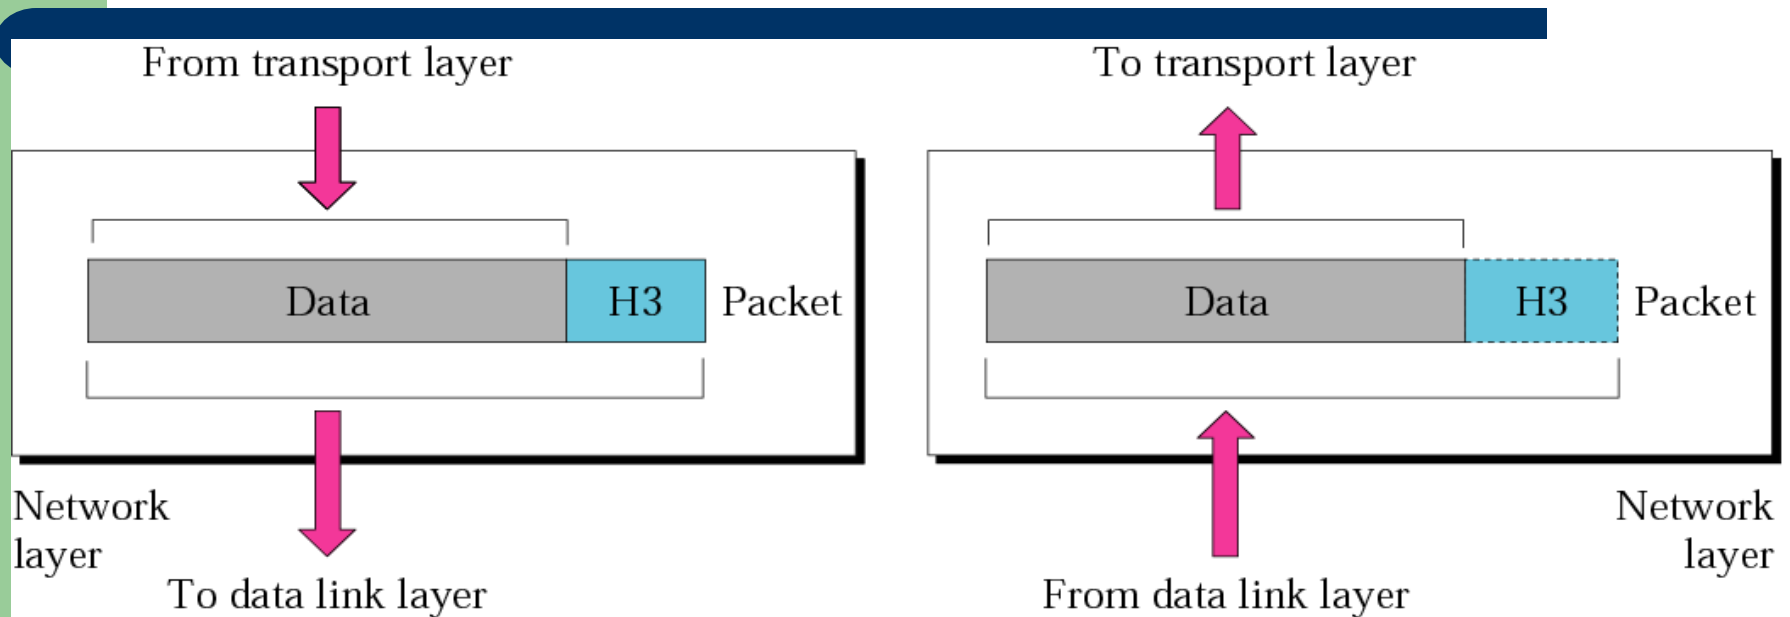 From transport layer
To transport layer
Data
H3
Packet
Data
H3
Packet
Network
layer
Network
layer
To data link layer
From data link layer